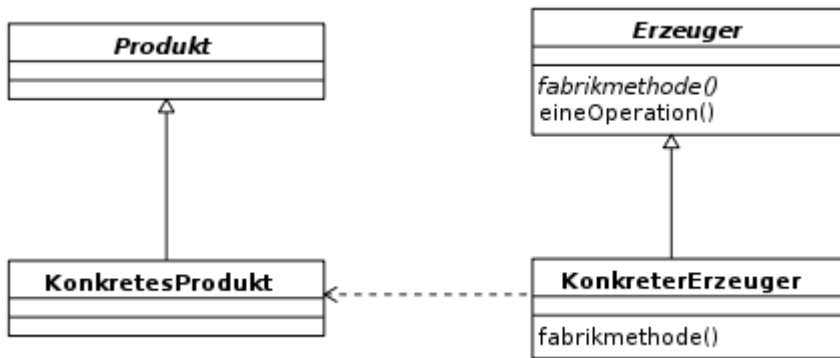 Produkt
Erzeuger
fabrikmethode()
eineOperation()
KonkretesProdukt
KonkreterErzeuger
fabrikmethode()